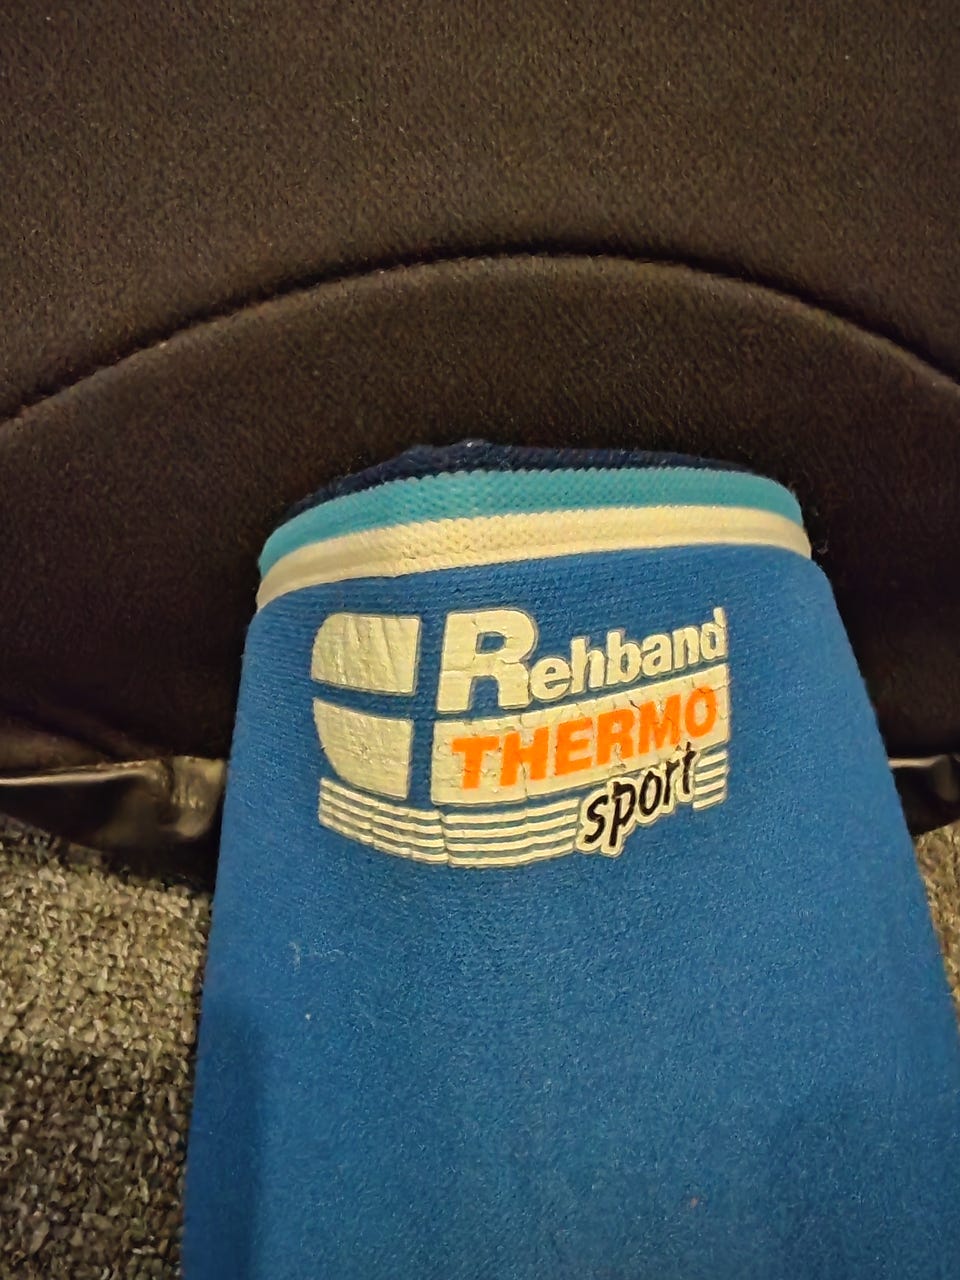 Rehband
THERMO
sport